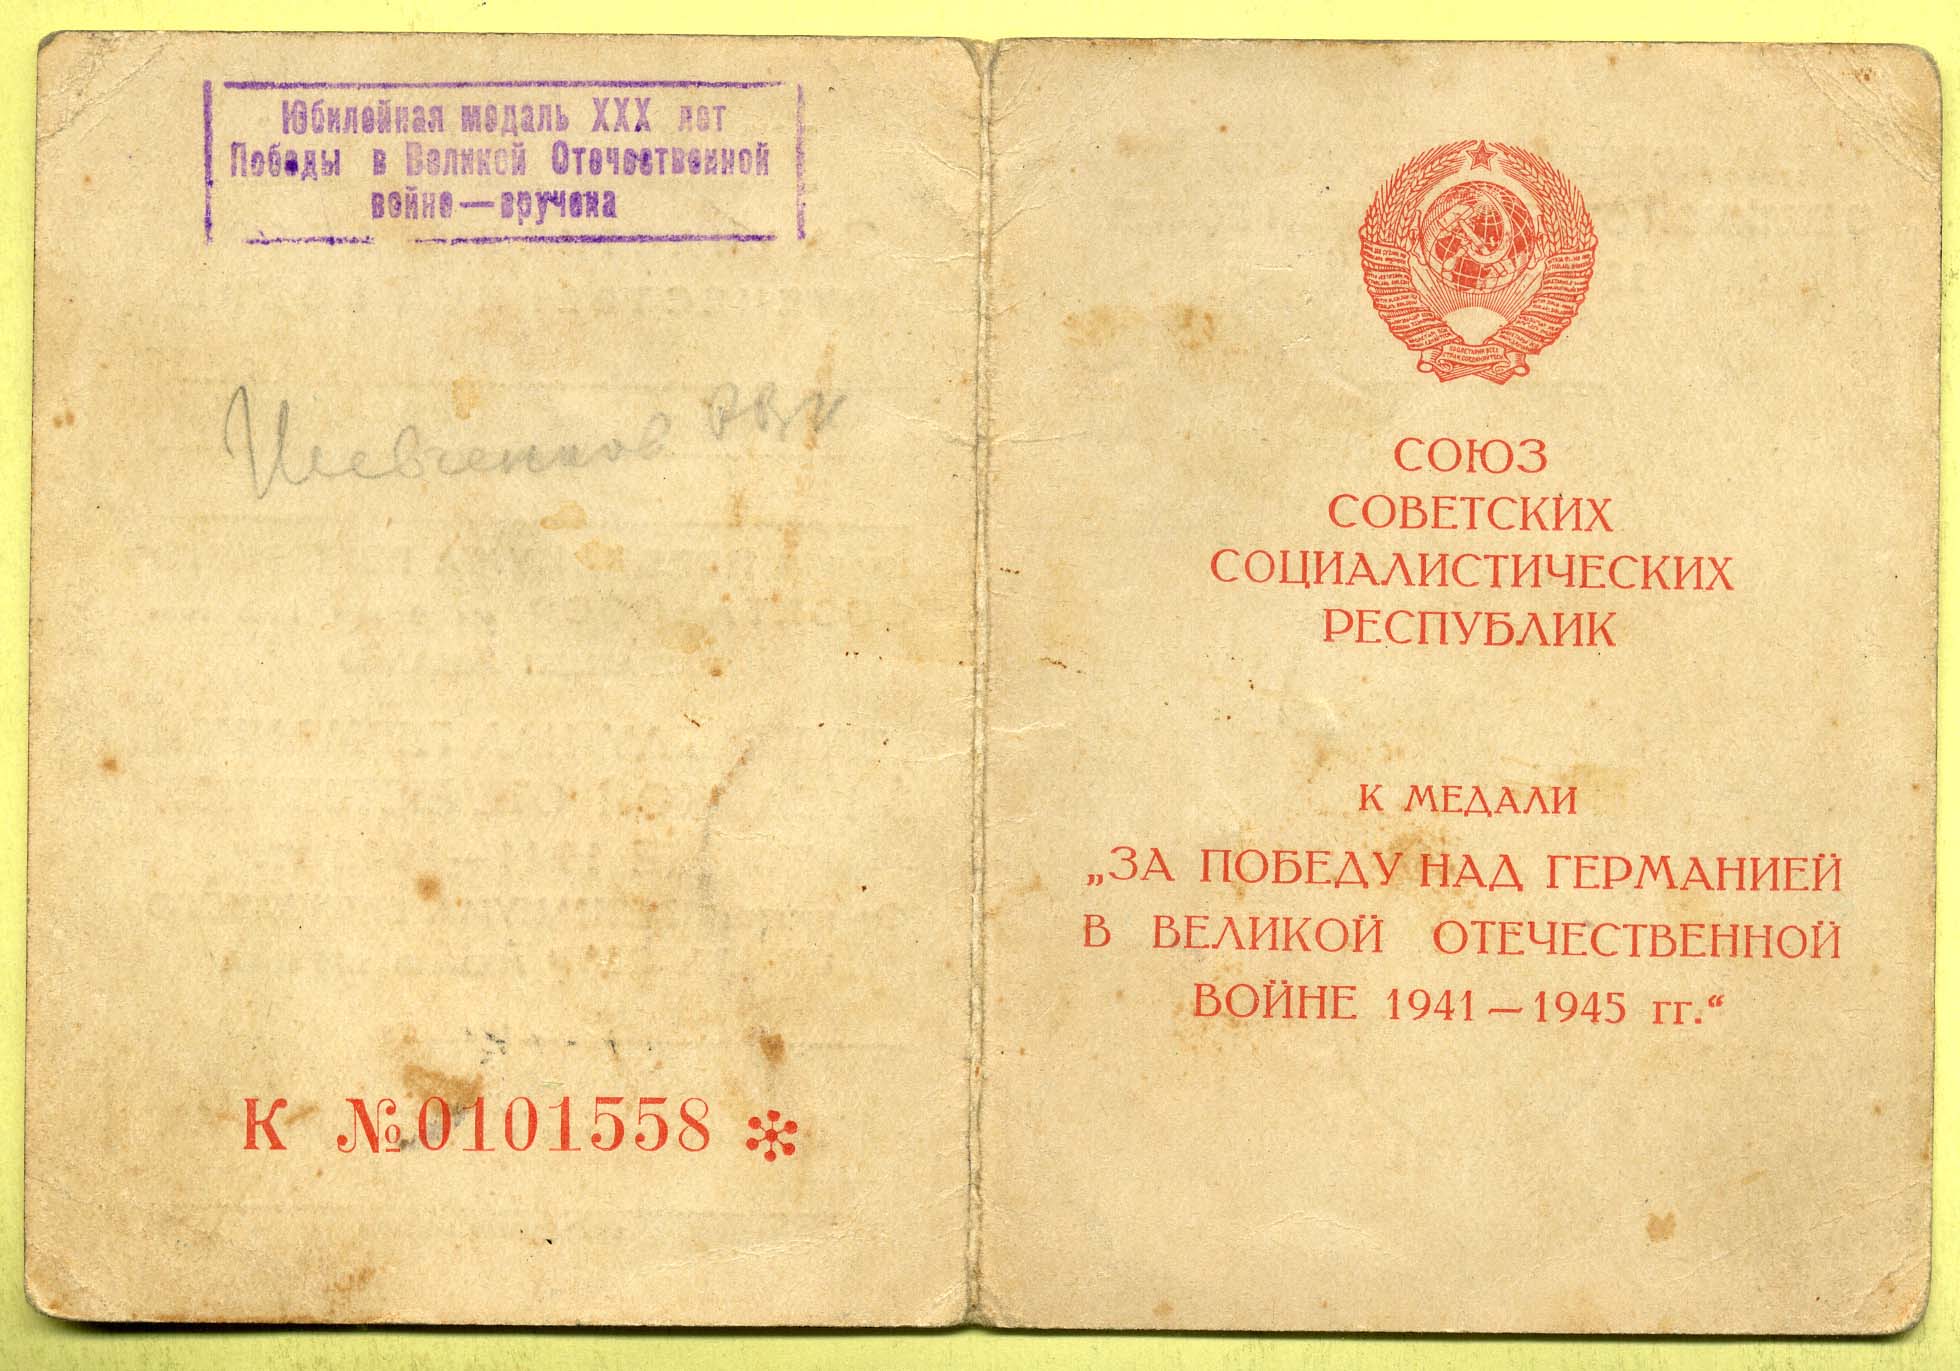 Юбилейная медаль XXX лет
Победы в Великой Отечественной
войне — вручена
К №0101558
СОЮЗ
СОВЕТСКИХ
СОЦИАЛИСТИЧЕСКИХ
РЕСПУБЛИК
К МЕДАЛИ
„ЗА ПОБЕДУ НАД ГЕРМАНИЕЙ
В ВЕЛИКОЙ ОТЕЧЕСТВЕННОЙ
ВОЙНЕ 1941 — 1945 гг.“